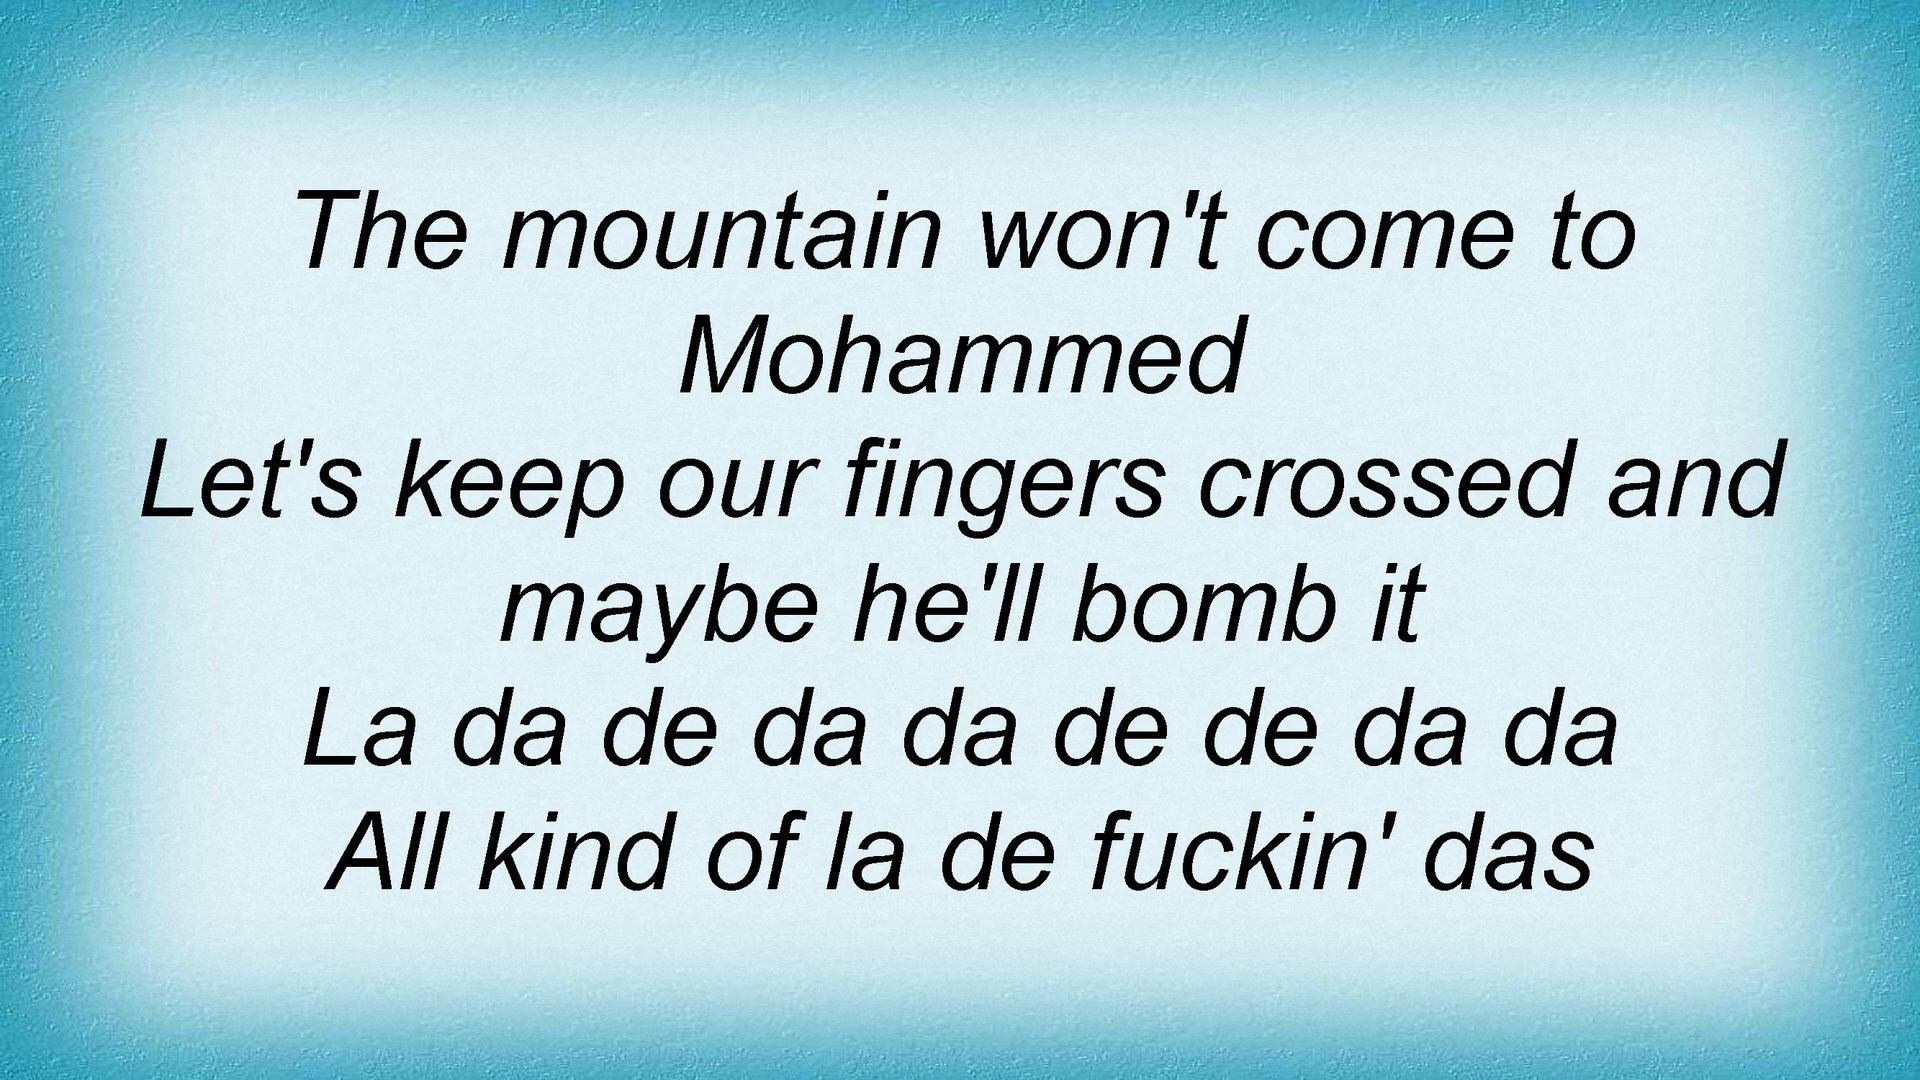 The mountain won't come to
Mohammed
Let's keep our fingers crossed and
maybe he'll bomb it
La da de da da de de da da
All kind of la de fuckin' das